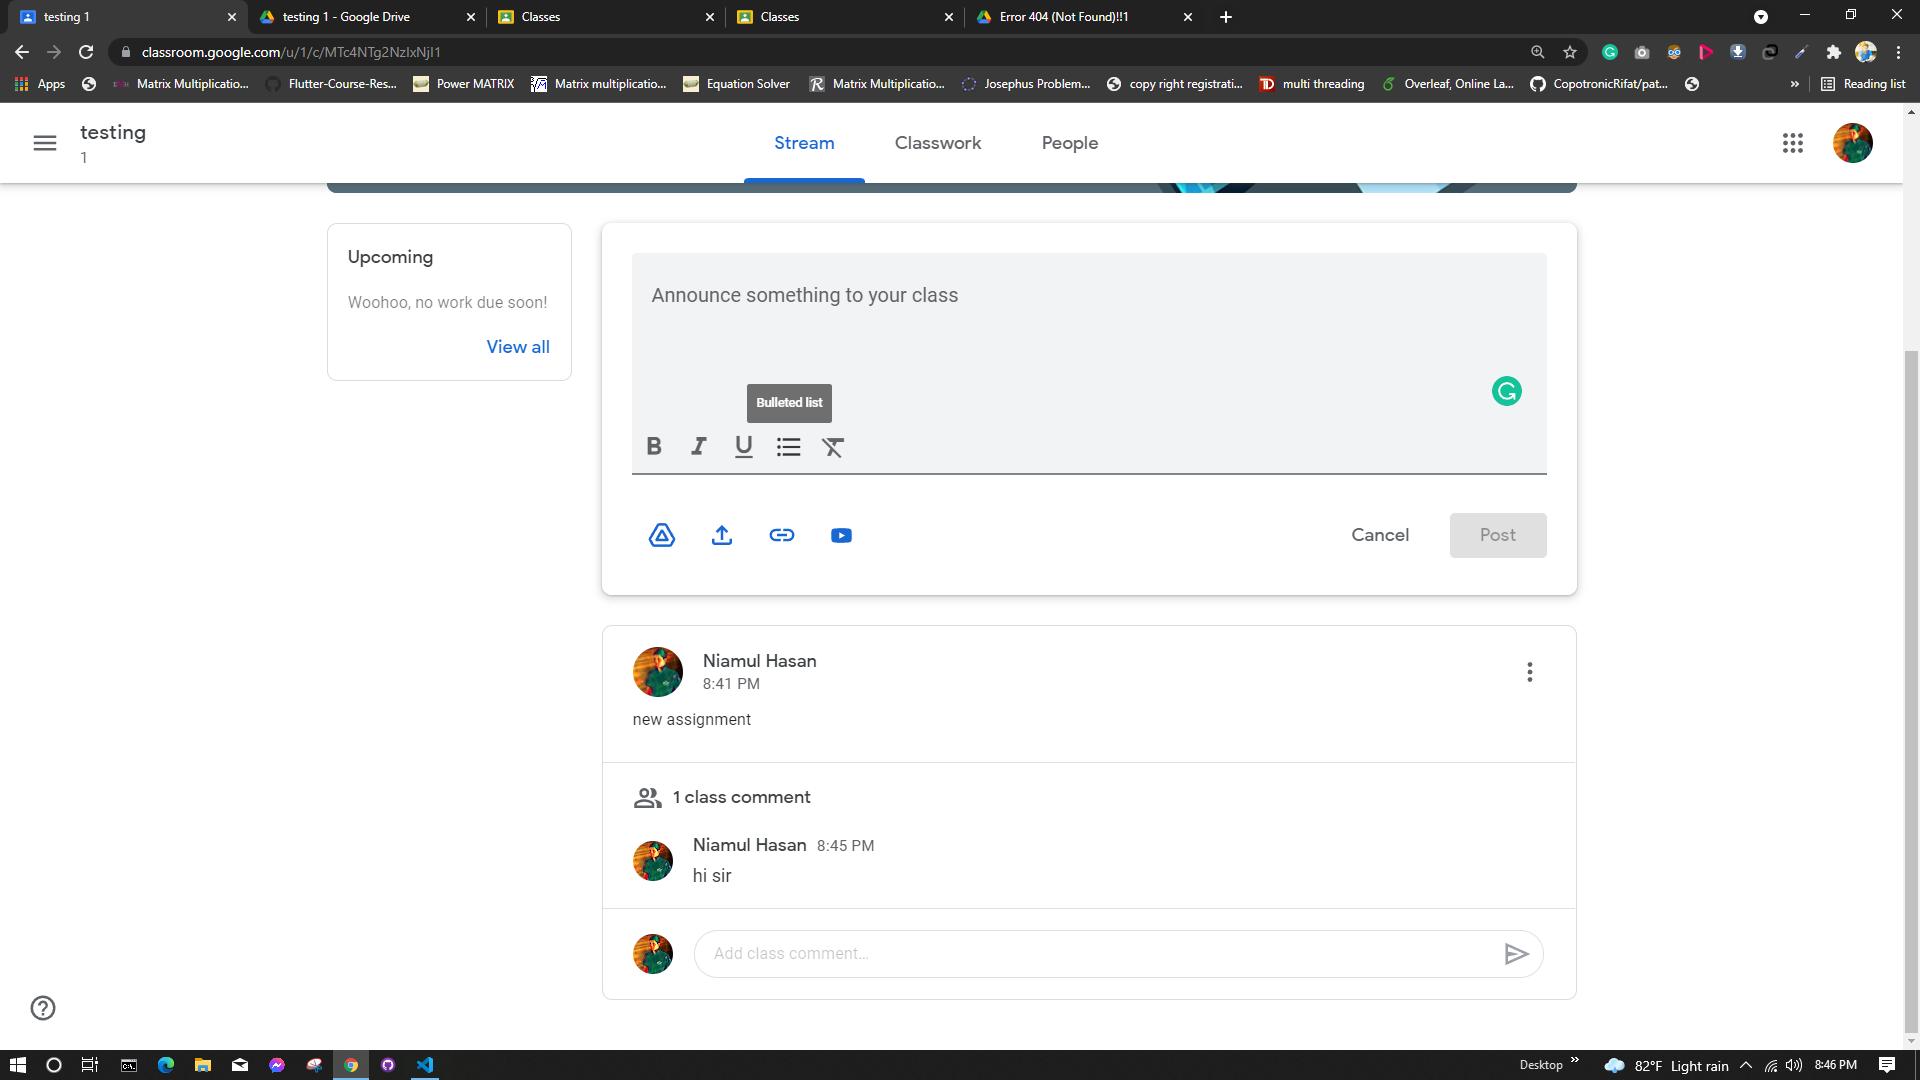 testing 1
testing 1 - Google Drive
Classes
Classes
Error 404 (Not Found)!!1
classroom.google.com/u/1/c/MTc4NTg2NzIxNjI1
Apps
Matrix Multiplicatio...
Flutter-Course-Res...
Power MATRIX
Matrix multiplicatio...
Equation Solver
Matrix Multiplicatio...
Josephus Problem...
copy right registrati...
multi threading
Overleaf, Online La...
CopotronicRifat/pat...
»
Reading list
testing
1
Stream
Classwork
People
Upcoming
Woohoo, no work due soon!
View all
Announce something to your class
Bulleted list
B I U
Cancel
Post
Niamul Hasan
8:41 PM
new assignment
1 class comment
Niamul Hasan 8:45 PM
hi sir
Add class comment...
Desktop »
82°F Light rain
8:46 PM